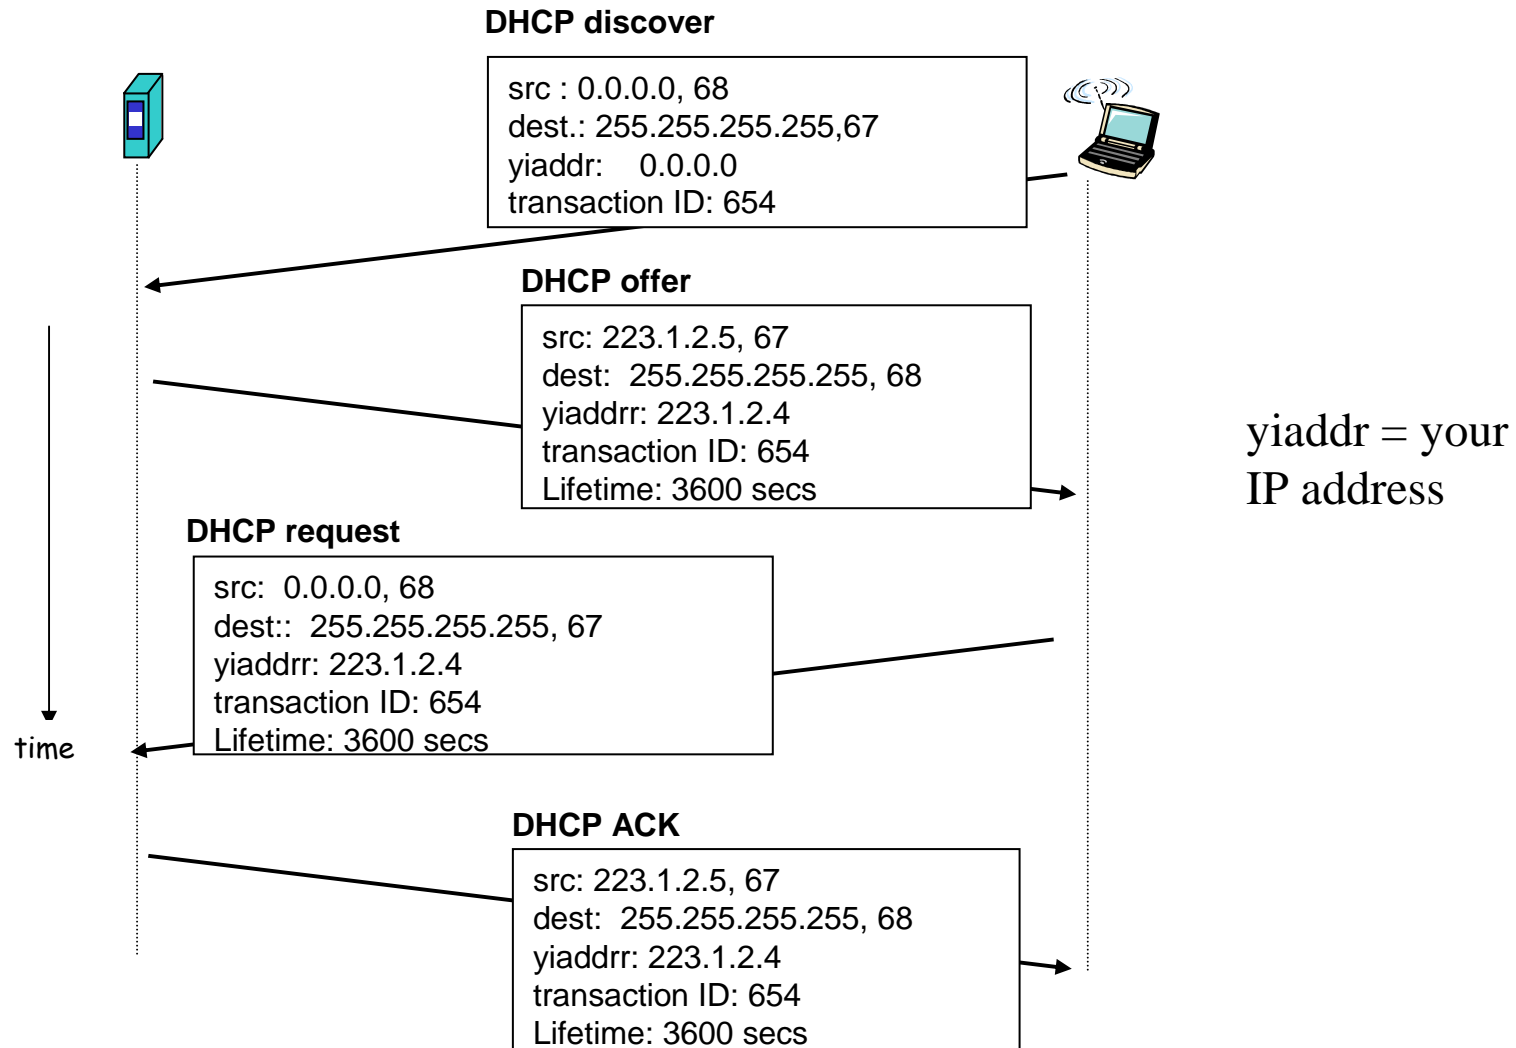 DHCP discover
src : 0.0.0.0, 68
dest.: 255.255.255.255,67
yiaddr: 0.0.0.0
transaction ID: 654
DHCP offer
src: 223.1.2.5, 67
dest: 255.255.255.255, 68
yiaddrr: 223.1.2.4
transaction ID: 654
Lifetime: 3600 secs
yiaddr = your
IP address
DHCP request
src: 0.0.0.0, 68
dest:: 255.255.255.255, 67
yiaddrr: 223.1.2.4
transaction ID: 654
Lifetime: 3600 secs
time
DHCP ACK
src: 223.1.2.5, 67
dest: 255.255.255.255, 68
yiaddrr: 223.1.2.4
transaction ID: 654
Lifetime: 3600 secs